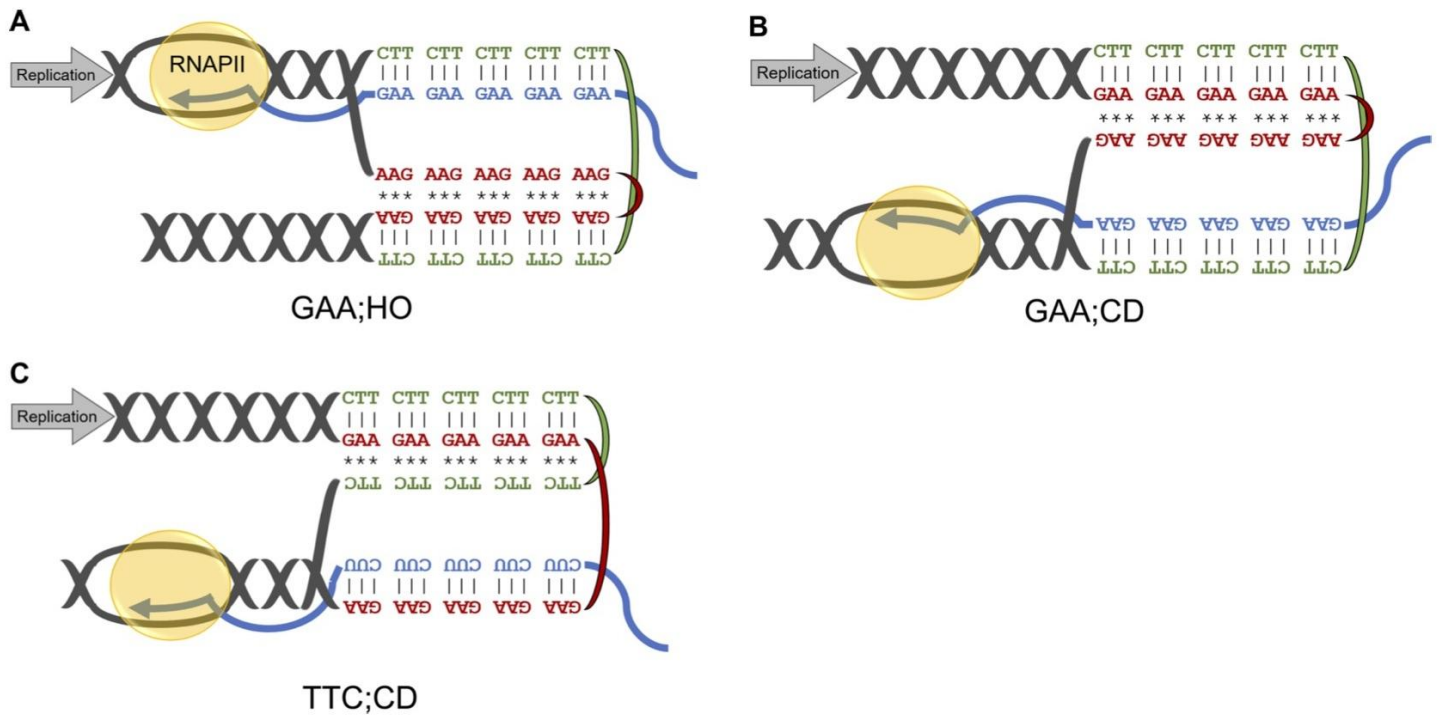 A
Replication
RNAPII
CTT CTT CTT CTT CTT
GAA GAA GAA GAA GAA
AAG AAG AAG AAG AAG
***  ***  ***  ***  ***
GAA GAA GAA GAA GAA
CTT CTT CTT CTT CTT
GAA;HO
B
Replication
CTT CTT CTT CTT CTT
GAA GAA GAA GAA GAA
***  ***  ***  ***  ***
GAA GAA GAA GAA GAA
GAA GAA GAA GAA GAA
CTT CTT CTT CTT CTT
GAA;CD
C
Replication
CTT CTT CTT CTT CTT
GAA GAA GAA GAA GAA
***  ***  ***  ***  ***
TTC TTC TTC TTC TTC
CUU CUU CUU CUU CUU
GAA GAA GAA GAA GAA
TTC;CD